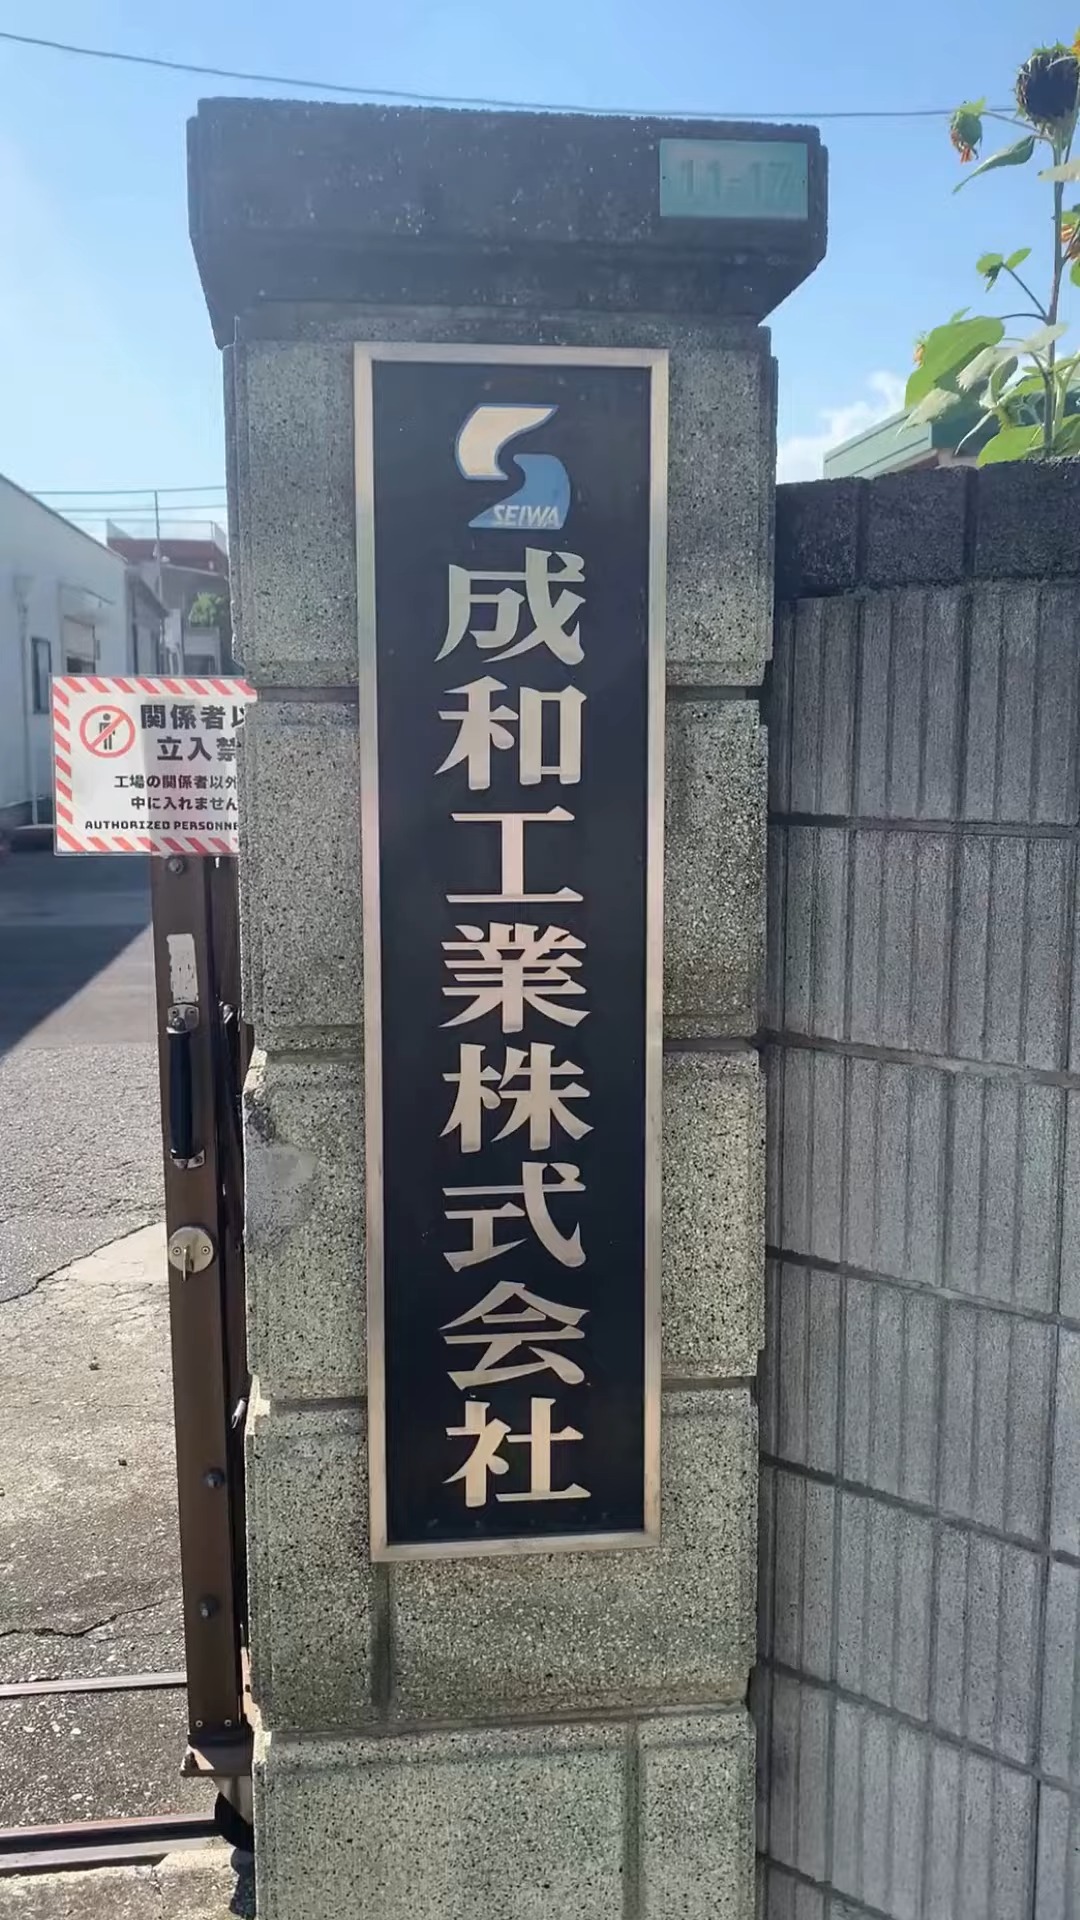 11-17
SEIWA
成和工業株式会社
関係者以
立入禁
工場の関係者以外
中に入れません
AUTHORIZED PERSONNE